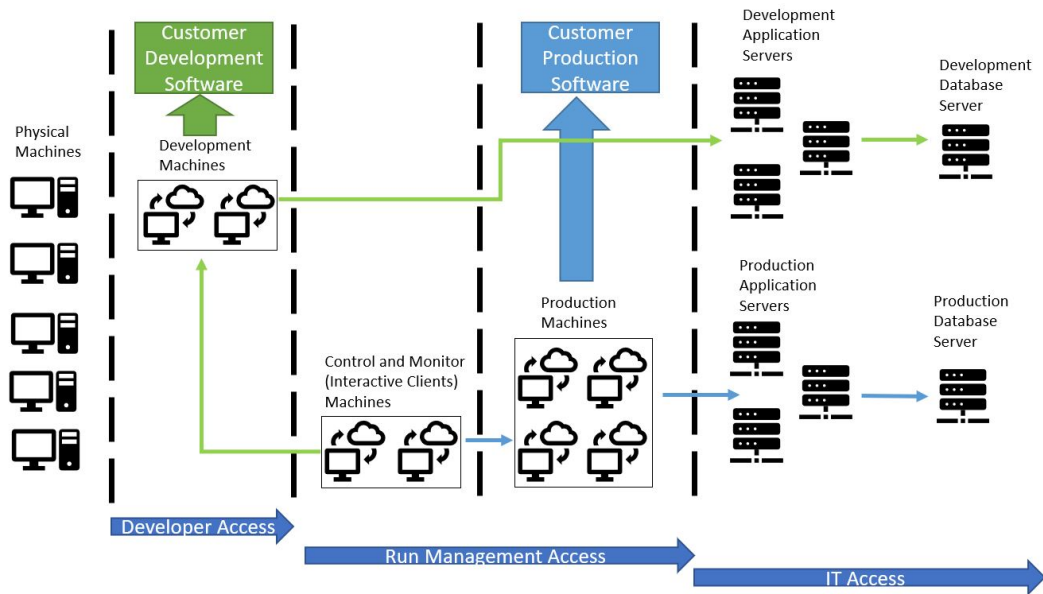 Physical
Machines
Customer
Development
Software
Development
Machines
Control and Monitor
(Interactive Clients)
Machines
Customer
Production
Software
Production
Machines
Development
Application
Servers
Development
Database
Server
Production
Application
Servers
Production
Database
Server
Developer Access
Run Management Access
IT Access